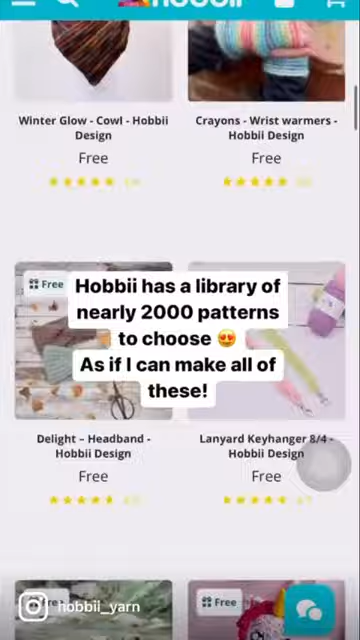 hobbii
Winter Glow - Cowl - Hobbii
Design
Free
Crayons - Wrist warmers -
Hobbii Design
Free
Free
Hobbii has a library of
nearly 2000 patterns
to choose 😍
As if I can make all of
these!
Delight – Headband -
Hobbii Design
Free
Lanyard Keyhanger 8/4 -
Hobbii Design
Free
Free
hobbii_yarn
Free